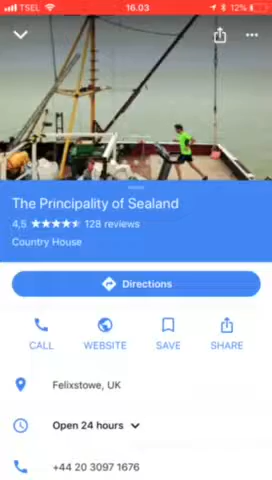 TSEL 16.03 12%
The Principality of Sealand
4,5 128 reviews
Country House
Directions
CALL WEBSITE SAVE SHARE
Felixstowe, UK
Open 24 hours
+44 20 3097 1676